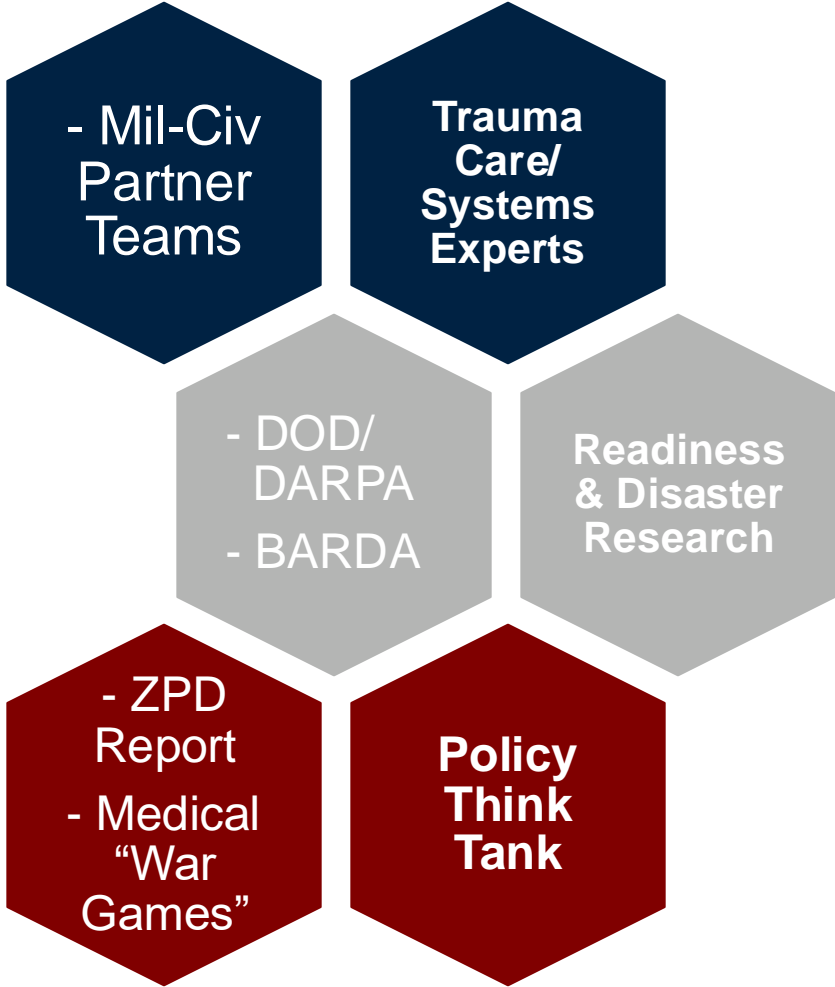 - Mil-Civ
Partner
Teams
Trauma
Care/
Systems
Experts
- DOD/
DARPA
- BARDA
Readiness
& Disaster
Research
- ZPD
Report
- Medical
“War
Games”
Policy
Think
Tank